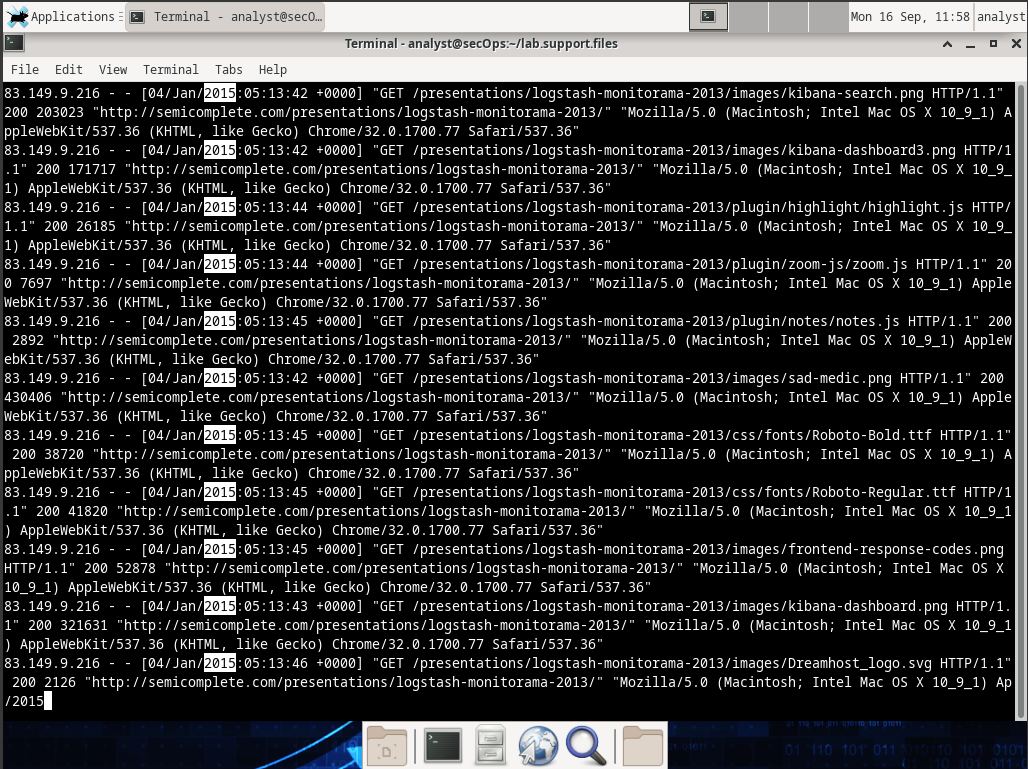 Applications Terminal - analyst@secO... Mon 16 Sep, 11:58 analyst
Terminal - analyst@secOps:~/lab.support.files
File Edit View Terminal Tabs Help
83.149.9.216 - - [04/Jan/2015:05:13:42 +0000] "GET /presentations/logstash-monitorama-2013/images/kibana-search.png HTTP/1.1"
200 203023 "http://semicomplete.com/presentations/logstash-monitorama-2013/" "Mozilla/5.0 (Macintosh; Intel Mac OS X 10_9_1) A
ppleWebKit/537.36 (KHTML, like Gecko) Chrome/32.0.1700.77 Safari/537.36"
83.149.9.216 - - [04/Jan/2015:05:13:42 +0000] "GET /presentations/logstash-monitorama-2013/images/kibana-dashboard3.png HTTP/1
.1" 200 171717 "http://semicomplete.com/presentations/logstash-monitorama-2013/" "Mozilla/5.0 (Macintosh; Intel Mac OS X 10_9_
1) AppleWebKit/537.36 (KHTML, like Gecko) Chrome/32.0.1700.77 Safari/537.36"
83.149.9.216 - - [04/Jan/2015:05:13:44 +0000] "GET /presentations/logstash-monitorama-2013/plugin/highlight/highlight.js HTTP/
1.1" 200 26185 "http://semicomplete.com/presentations/logstash-monitorama-2013/" "Mozilla/5.0 (Macintosh; Intel Mac OS X 10_9_
1) AppleWebKit/537.36 (KHTML, like Gecko) Chrome/32.0.1700.77 Safari/537.36"
83.149.9.216 - - [04/Jan/2015:05:13:44 +0000] "GET /presentations/logstash-monitorama-2013/plugin/zoom-js/zoom.js HTTP/1.1" 20
0 7697 "http://semicomplete.com/presentations/logstash-monitorama-2013/" "Mozilla/5.0 (Macintosh; Intel Mac OS X 10_9_1) Apple
WebKit/537.36 (KHTML, like Gecko) Chrome/32.0.1700.77 Safari/537.36"
83.149.9.216 - - [04/Jan/2015:05:13:45 +0000] "GET /presentations/logstash-monitorama-2013/plugin/notes/notes.js HTTP/1.1" 200
2892 "http://semicomplete.com/presentations/logstash-monitorama-2013/" "Mozilla/5.0 (Macintosh; Intel Mac OS X 10_9_1) AppleW
ebKit/537.36 (KHTML, like Gecko) Chrome/32.0.1700.77 Safari/537.36"
83.149.9.216 - - [04/Jan/2015:05:13:42 +0000] "GET /presentations/logstash-monitorama-2013/images/sad-medic.png HTTP/1.1" 200
430406 "http://semicomplete.com/presentations/logstash-monitorama-2013/" "Mozilla/5.0 (Macintosh; Intel Mac OS X 10_9_1) Apple
WebKit/537.36 (KHTML, like Gecko) Chrome/32.0.1700.77 Safari/537.36"
83.149.9.216 - - [04/Jan/2015:05:13:45 +0000] "GET /presentations/logstash-monitorama-2013/css/fonts/Roboto-Bold.ttf HTTP/1.1"
200 38720 "http://semicomplete.com/presentations/logstash-monitorama-2013/" "Mozilla/5.0 (Macintosh; Intel Mac OS X 10_9_1) A
ppleWebKit/537.36 (KHTML, like Gecko) Chrome/32.0.1700.77 Safari/537.36"
83.149.9.216 - - [04/Jan/2015:05:13:45 +0000] "GET /presentations/logstash-monitorama-2013/css/fonts/Roboto-Regular.ttf HTTP/1
.1" 200 41820 "http://semicomplete.com/presentations/logstash-monitorama-2013/" "Mozilla/5.0 (Macintosh; Intel Mac OS X 10_9_1
) AppleWebKit/537.36 (KHTML, like Gecko) Chrome/32.0.1700.77 Safari/537.36"
83.149.9.216 - - [04/Jan/2015:05:13:45 +0000] "GET /presentations/logstash-monitorama-2013/images/frontend-response-codes.png
HTTP/1.1" 200 52878 "http://semicomplete.com/presentations/logstash-monitorama-2013/" "Mozilla/5.0 (Macintosh; Intel Mac OS X
10_9_1) AppleWebKit/537.36 (KHTML, like Gecko) Chrome/32.0.1700.77 Safari/537.36"
83.149.9.216 - - [04/Jan/2015:05:13:43 +0000] "GET /presentations/logstash-monitorama-2013/images/kibana-dashboard.png HTTP/1.
1" 200 321631 "http://semicomplete.com/presentations/logstash-monitorama-2013/" "Mozilla/5.0 (Macintosh; Intel Mac OS X 10_9_1
) AppleWebKit/537.36 (KHTML, like Gecko) Chrome/32.0.1700.77 Safari/537.36"
83.149.9.216 - - [04/Jan/2015:05:13:46 +0000] "GET /presentations/logstash-monitorama-2013/images/Dreamhost_logo.svg HTTP/1.1"
200 2126 "http://semicomplete.com/presentations/logstash-monitorama-2013/" "Mozilla/5.0 (Macintosh; Intel Mac OS X 10_9_1) Ap
/2015